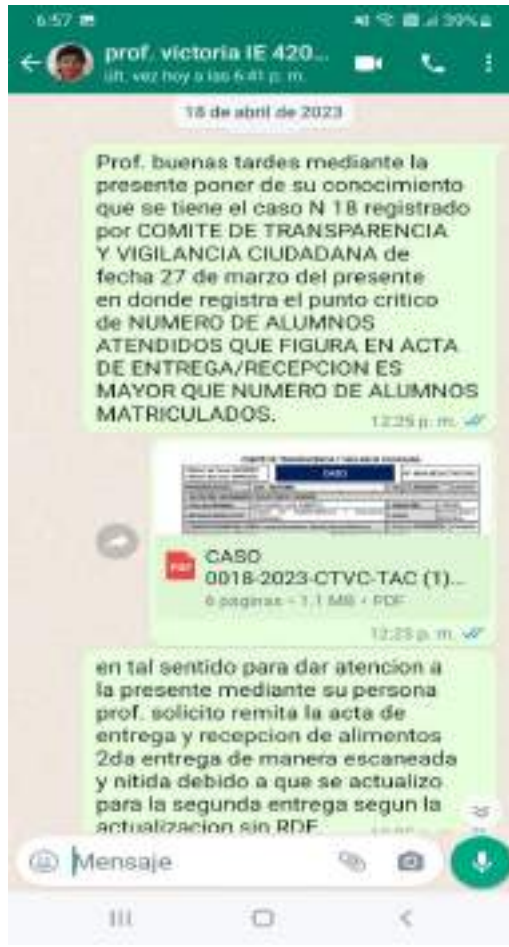 6:57
39%
prof. victoria IE 420...
últ. vez hoy a las 6:41 p. m.
18 de abril de 2023
Prof. buenas tardes mediante la
presente poner de su conocimiento
que se tiene el caso N 18 registrado
por COMITE DE TRANSPARENCIA
Y VIGILANCIA CIUDADANA de
fecha 27 de marzo del presente
en donde registra el punto critico
de NUMERO DE ALUMNOS
ATENDIDOS QUE FIGURA EN ACTA
DE ENTREGA/RECEPCION ES
MAYOR QUE NUMERO DE ALUMNOS
MATRICULADOS.
12:25 p. m.
CASO
PDF
CASO
0018-2023-CTVC-TAC (1)...
6 páginas • 1.1 MB • PDF
12:25 p. m.
en tal sentido para dar atencion a
la presente mediante su persona
prof. solicito remita la acta de
entrega y recepcion de alimentos
2da entrega de manera escaneada
y nitida debido a que se actualizo
para la segunda entrega segun la
actualizacion sin RDE
Mensaje